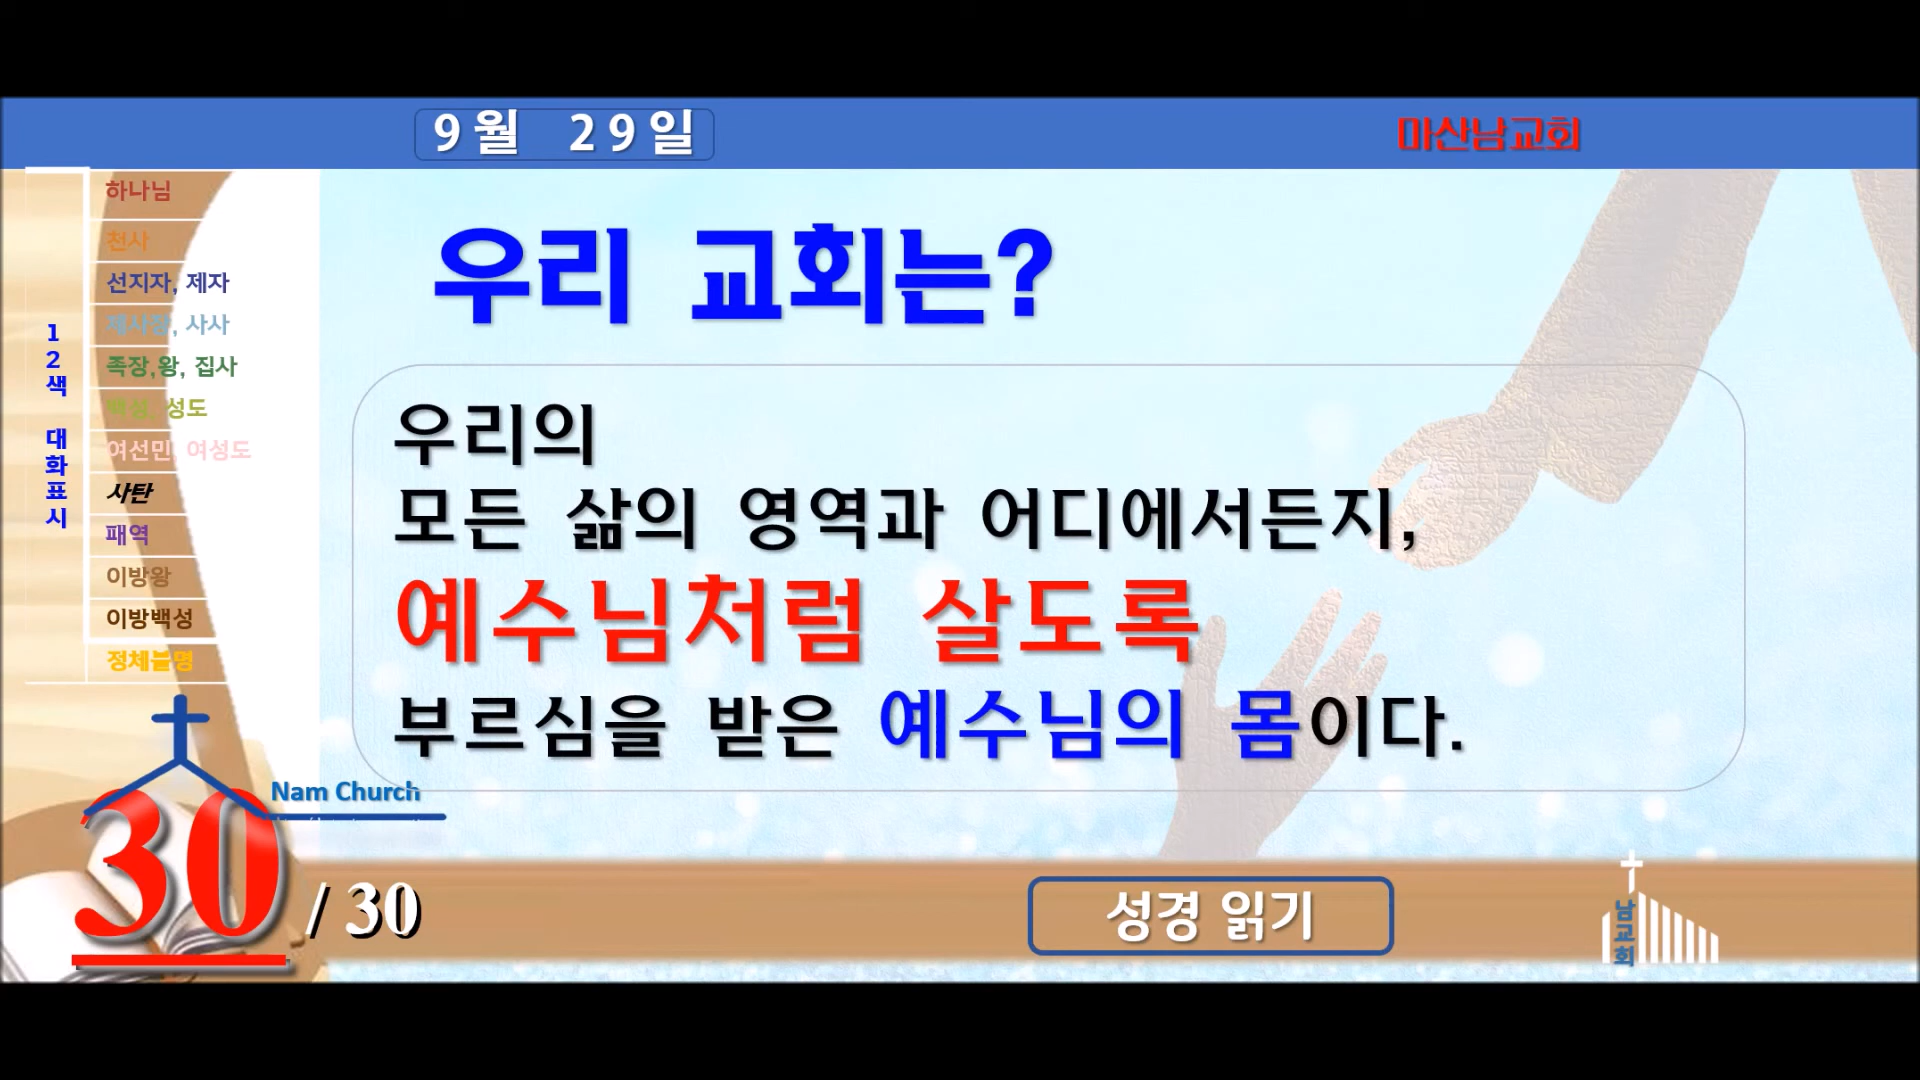 9월 29일
마산남교회
12색 대화표시
하나님
천사
선지자, 제자
제사장, 사사
족장,왕, 집사
백성, 성도
여선민, 여성도
사탄
패역
이방왕
이방백성
정체불명
우리 교회는?
우리의
모든 삶의 영역과 어디에서든지,
예수님처럼 살도록
부르심을 받은 예수님의 몸이다.
Nam Church
30 / 30
성경 읽기
남교회